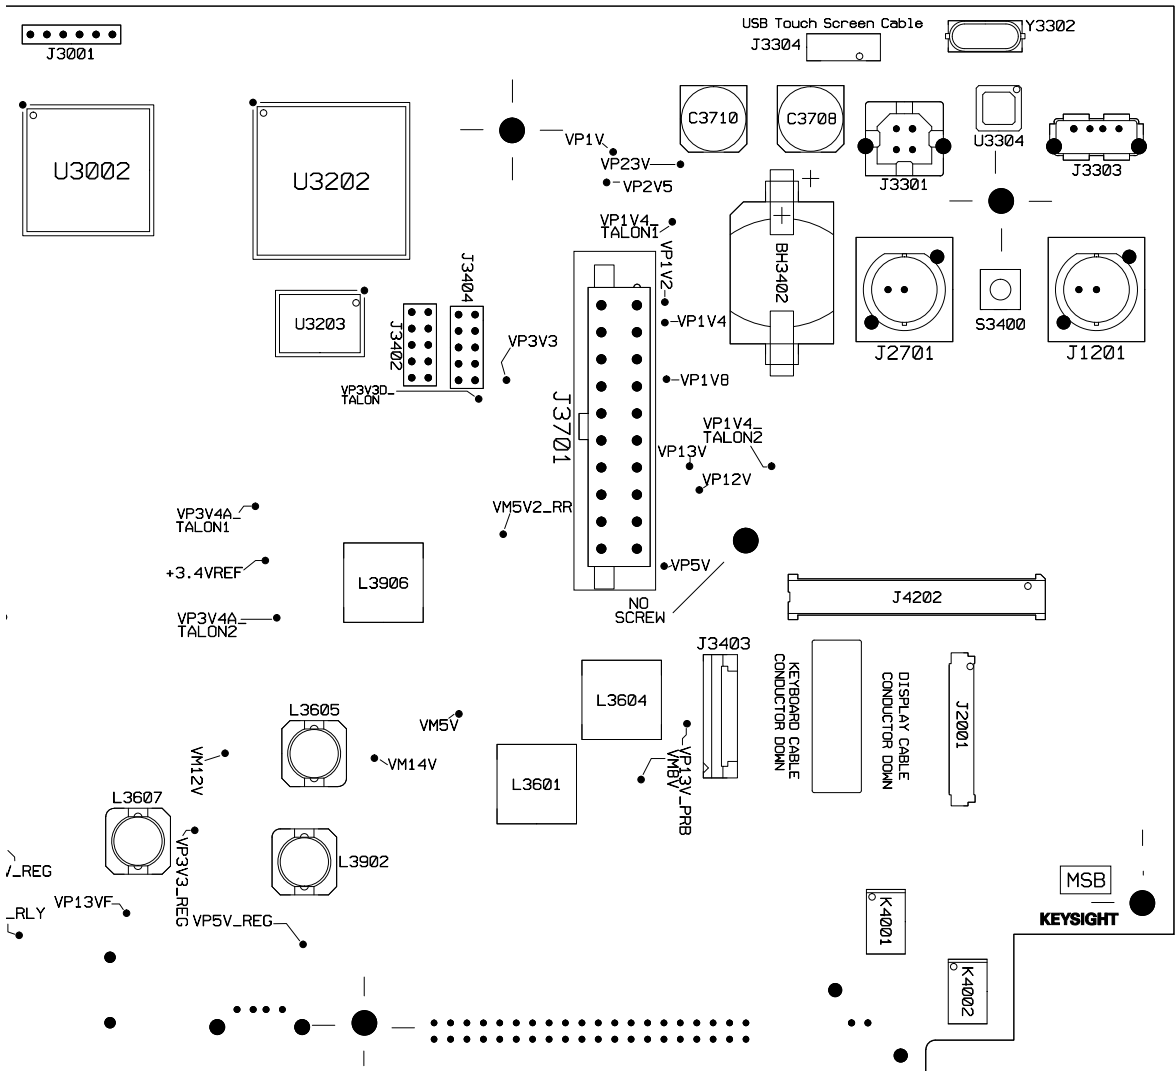 USB Touch Screen Cable
Y3302
J3304
J3001
C3710
C3708
VP1V
U3304
VP23V
U3002
U3202
J3301
J3303
VP2V5
VP1V4_
TALON1
J3404
VP1V2
BH3402
U3203
J3402
VP1V4
S3400
J2701
J1201
VP3V3
VP1V8
VP3V3D_
TALON
J3701
VP1V4_
TALON2
VP13V
VP12V
VP3V4A_
TALON1
VM5V2_RR
+3.4VREF
L3906
VP5V
J4202
NO
SCREW
VP3V4A_
TALON2
J3403
KEYBOARD CABLE
CONDUCTOR DOWN
DISPLAY CABLE
CONDUCTOR DOWN
L3604
J2001
L3605
VM5V
VM12V
VM14V
VM8V
VP13V_PRB
L3601
L3607
VP3V3_REG
L3902
V_REG
MSB
VP13VF
_RLY
VP5V_REG
K4001
KEYSIGHT
K4002